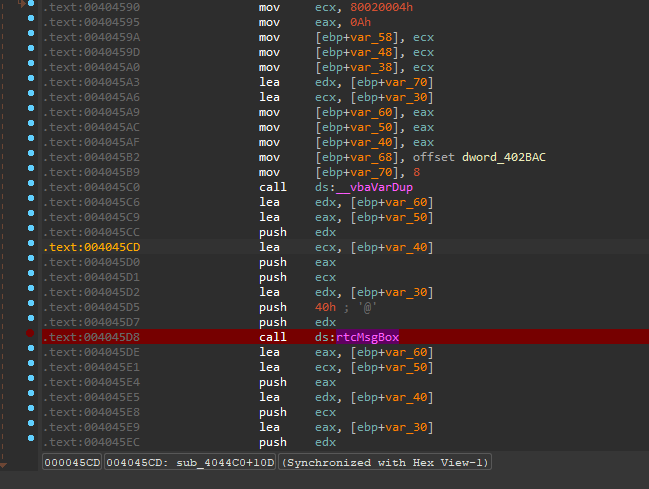 .text:00404590 mov ecx, 80020004h
.text:00404595 mov eax, 0Ah
.text:0040459A mov [ebp+var_58], ecx
.text:0040459D mov [ebp+var_48], ecx
.text:004045A0 mov [ebp+var_38], ecx
.text:004045A3 lea edx, [ebp+var_70]
.text:004045A6 lea ecx, [ebp+var_30]
.text:004045A9 mov [ebp+var_60], eax
.text:004045AC mov [ebp+var_50], eax
.text:004045AF mov [ebp+var_40], eax
.text:004045B2 mov [ebp+var_68], offset dword_402BAC
.text:004045B9 mov [ebp+var_70], 8
.text:004045C0 call ds:__vbaVarDup
.text:004045C6 lea edx, [ebp+var_60]
.text:004045C9 lea eax, [ebp+var_50]
.text:004045CC push edx
.text:004045CD lea ecx, [ebp+var_40]
.text:004045D0 push eax
.text:004045D1 push ecx
.text:004045D2 lea edx, [ebp+var_30]
.text:004045D5 push 40h ; '@'
.text:004045D7 push edx
.text:004045D8 call ds:rtcMsgBox
.text:004045DE lea eax, [ebp+var_60]
.text:004045E1 lea ecx, [ebp+var_50]
.text:004045E4 push eax
.text:004045E5 lea edx, [ebp+var_40]
.text:004045E8 push ecx
.text:004045E9 lea eax, [ebp+var_30]
.text:004045EC push edx
000045CD 004045CD: sub_4044C0+10D (Synchronized with Hex View-1)